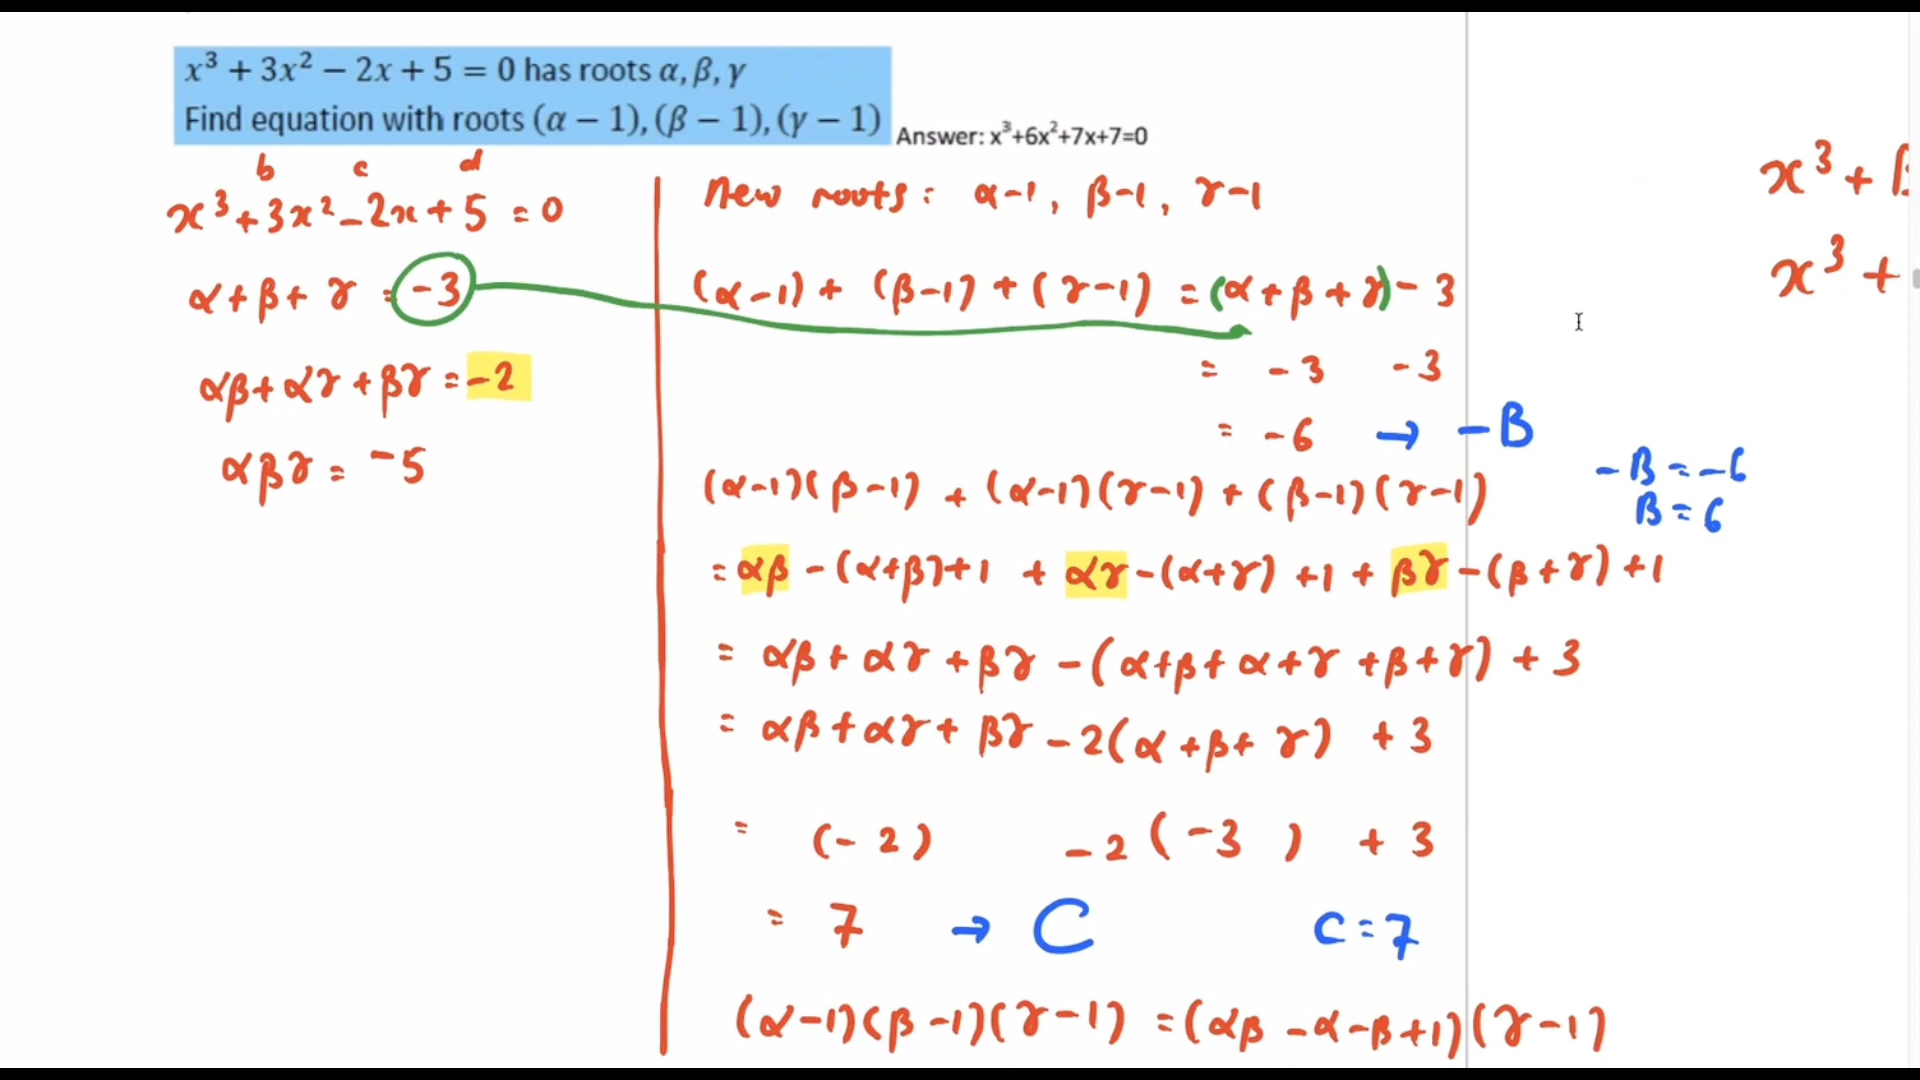 x³ + 3x² − 2x + 5 = 0 has roots α, β, γ
Find equation with roots (α − 1), (β − 1), (γ − 1)
Answer: x³+6x²+7x+7=0
b c d
x³ + 3x² − 2x + 5 = 0
α + β + γ = −3
αβ + αγ + βγ = −2
αβγ = −5
New roots: α−1, β−1, γ−1
(α−1) + (β−1) + (γ−1) = (α + β + γ) − 3
= −3 −3
= −6 → −B
−B = −6
B = 6
(α−1)(β−1) + (α−1)(γ−1) + (β−1)(γ−1)
= αβ − (α+β) + 1 + αγ − (α+γ) + 1 + βγ − (β+γ) + 1
= αβ + αγ + βγ − (α+β+α+γ+β+γ) + 3
= αβ + αγ + βγ − 2(α+β+γ) + 3
= (−2) −2(−3) + 3
= 7 → C C = 7
(α−1)(β−1)(γ−1) = (αβ − α − β + 1)(γ − 1)
x³ +
x³ +